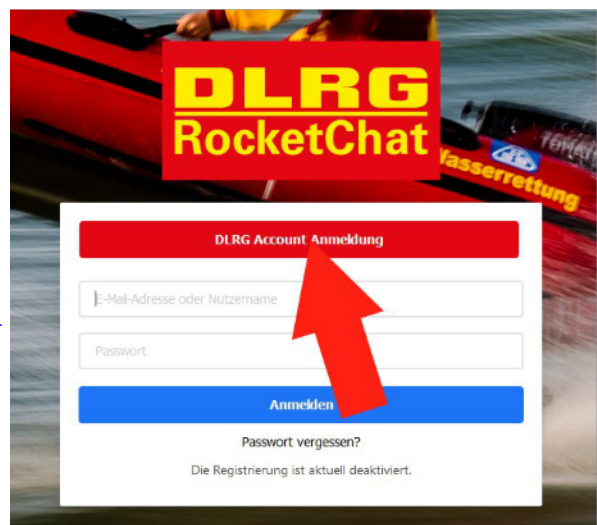 DLRG
RocketChat
Wasserrettung
DLRG Account Anmeldung
E-Mail-Adresse oder Nutzername
Passwort
Anmelden
Passwort vergessen?
Die Registrierung ist aktuell deaktiviert.